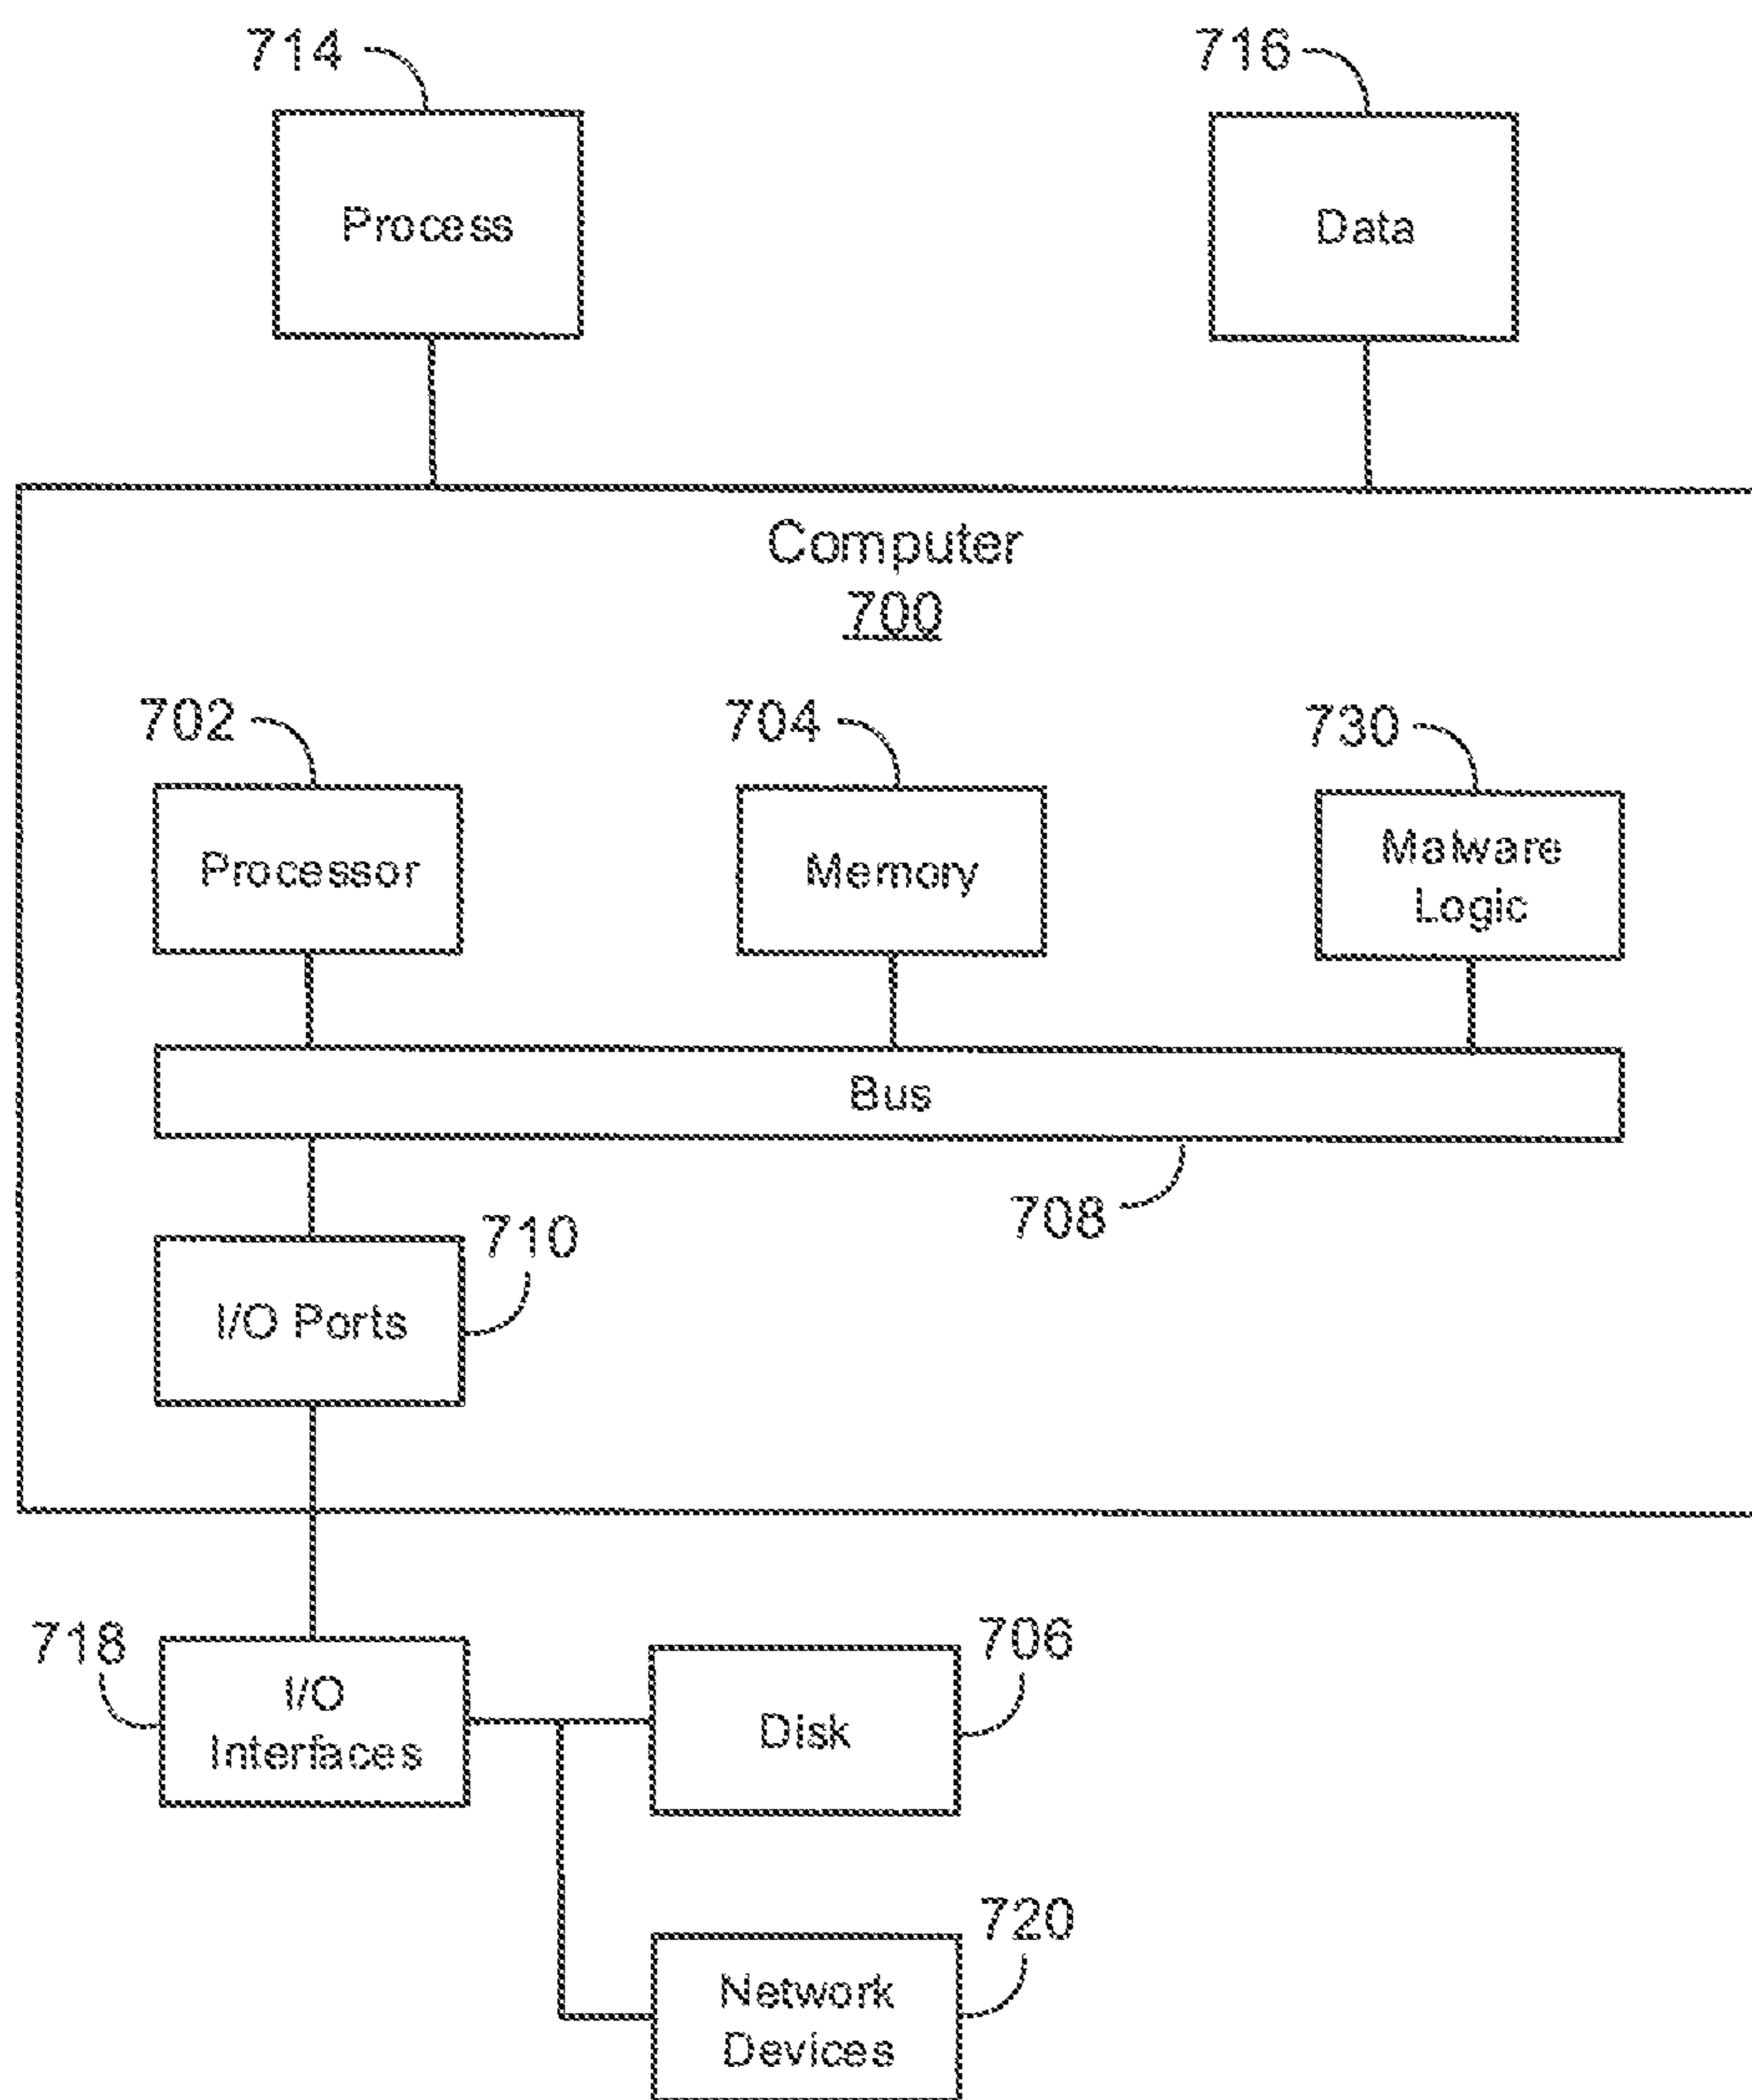 714
716
Process
Data
Computer
700
702
704
730
Processor
Memory
Malware
Logic
Bus
708
710
I/O Ports
718
706
I/O
Interfaces
Disk
720
Network
Devices